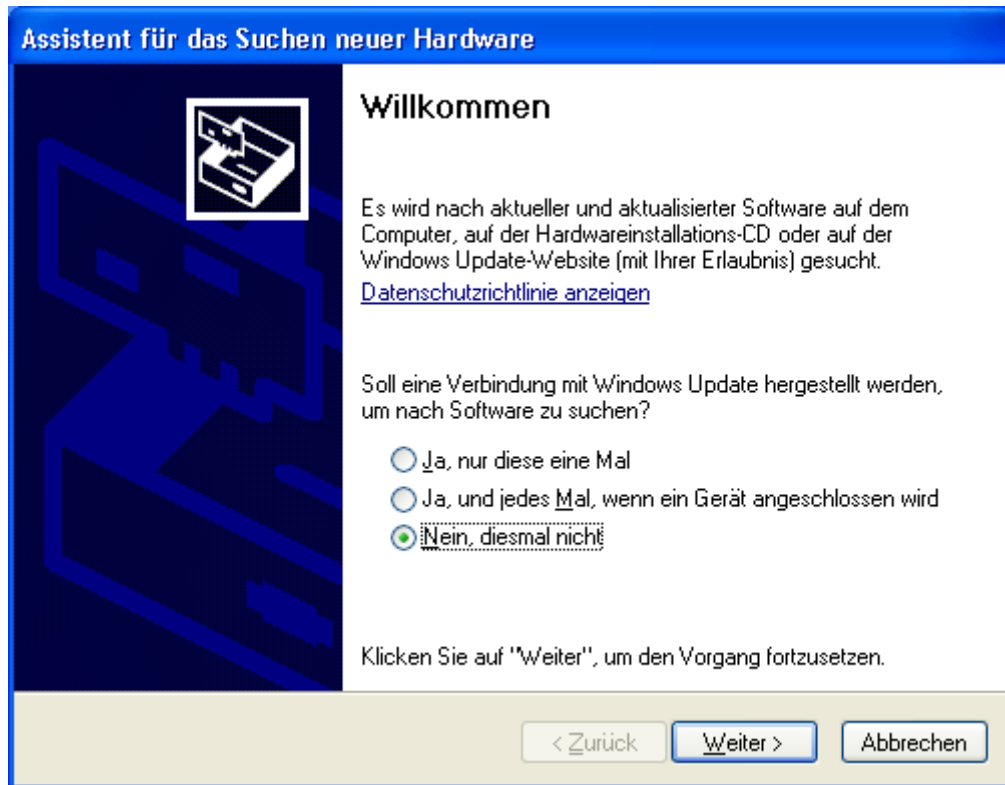 Assistent für das Suchen neuer Hardware
Willkommen
Es wird nach aktueller und aktualisierter Software auf dem
Computer, auf der Hardwareinstallations-CD oder auf der
Windows Update-Website (mit Ihrer Erlaubnis) gesucht.
Datenschutzrichtlinie anzeigen
Soll eine Verbindung mit Windows Update hergestellt werden,
um nach Software zu suchen?
Ja, nur diese eine Mal
Ja, und jedes Mal, wenn ein Gerät angeschlossen wird
Nein, diesmal nicht
Klicken Sie auf "Weiter", um den Vorgang fortzusetzen.
< Zurück Weiter > Abbrechen